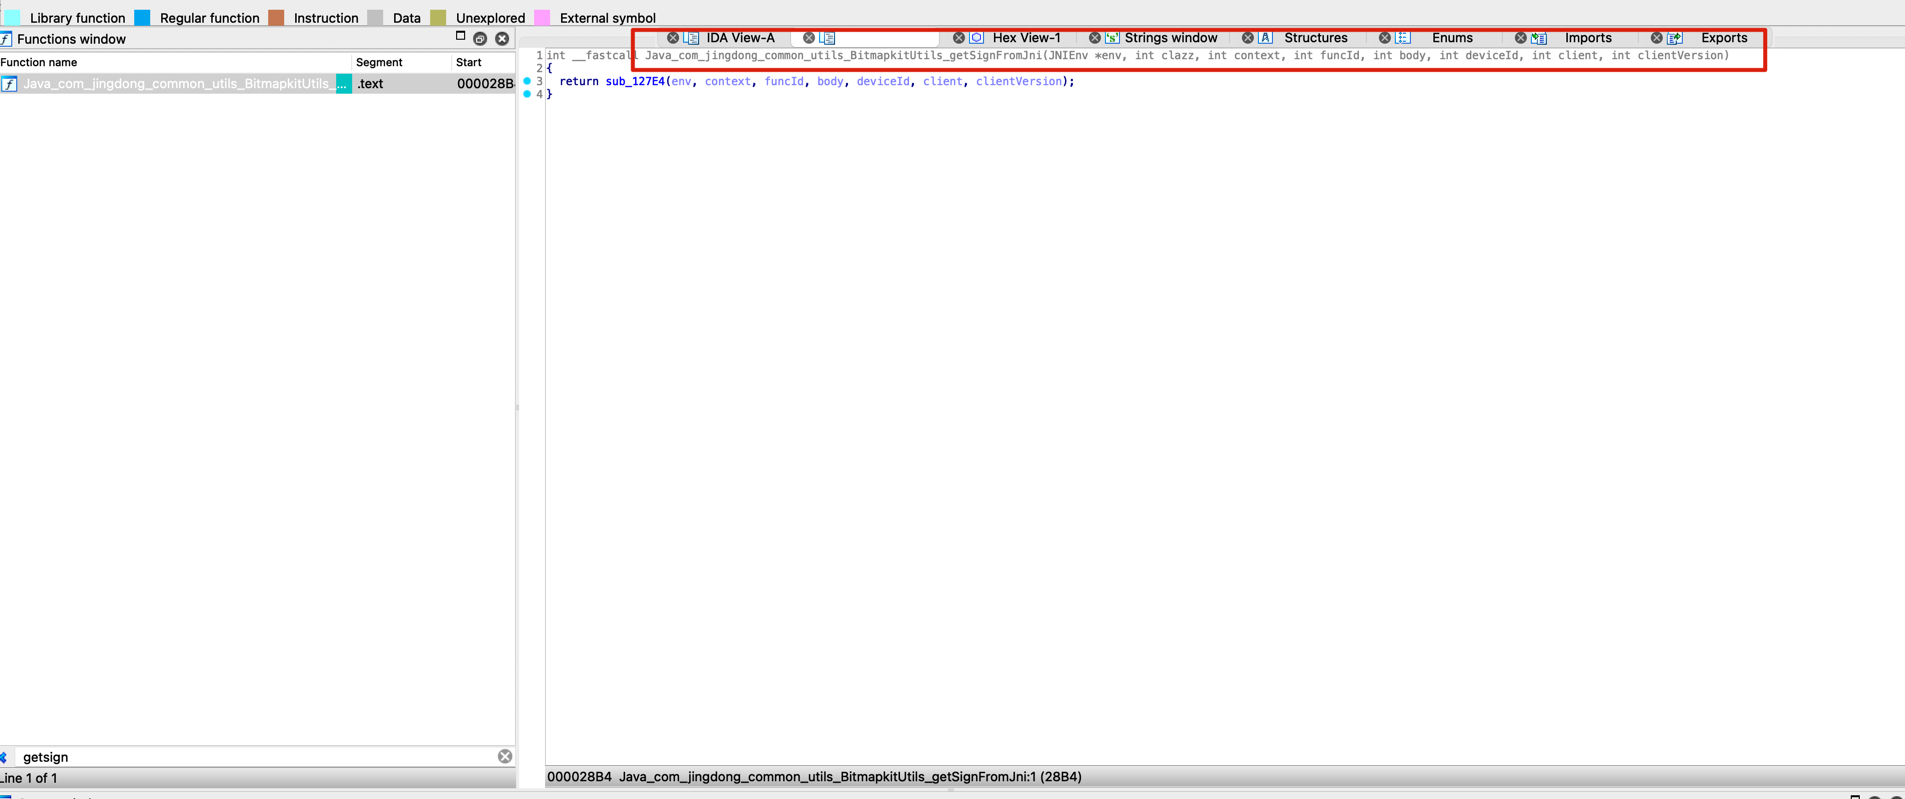 Library function Regular function Instruction Data Unexplored External symbol
Functions window
Function name Segment Start
Java_com_jingdong_common_utils_BitmapkitUtils_... .text 000028B
IDA View-A Hex View-1 Strings window Structures Enums Imports Exports
1 int __fastcall Java_com_jingdong_common_utils_BitmapkitUtils_getSignFromJni(JNIEnv *env, int clazz, int context, int funcId, int body, int deviceId, int client, int clientVersion)
2 {
3 return sub_127E4(env, context, funcId, body, deviceId, client, clientVersion);
4 }
getsign
Line 1 of 1
000028B4 Java_com_jingdong_common_utils_BitmapkitUtils_getSignFromJni:1 (28B4)